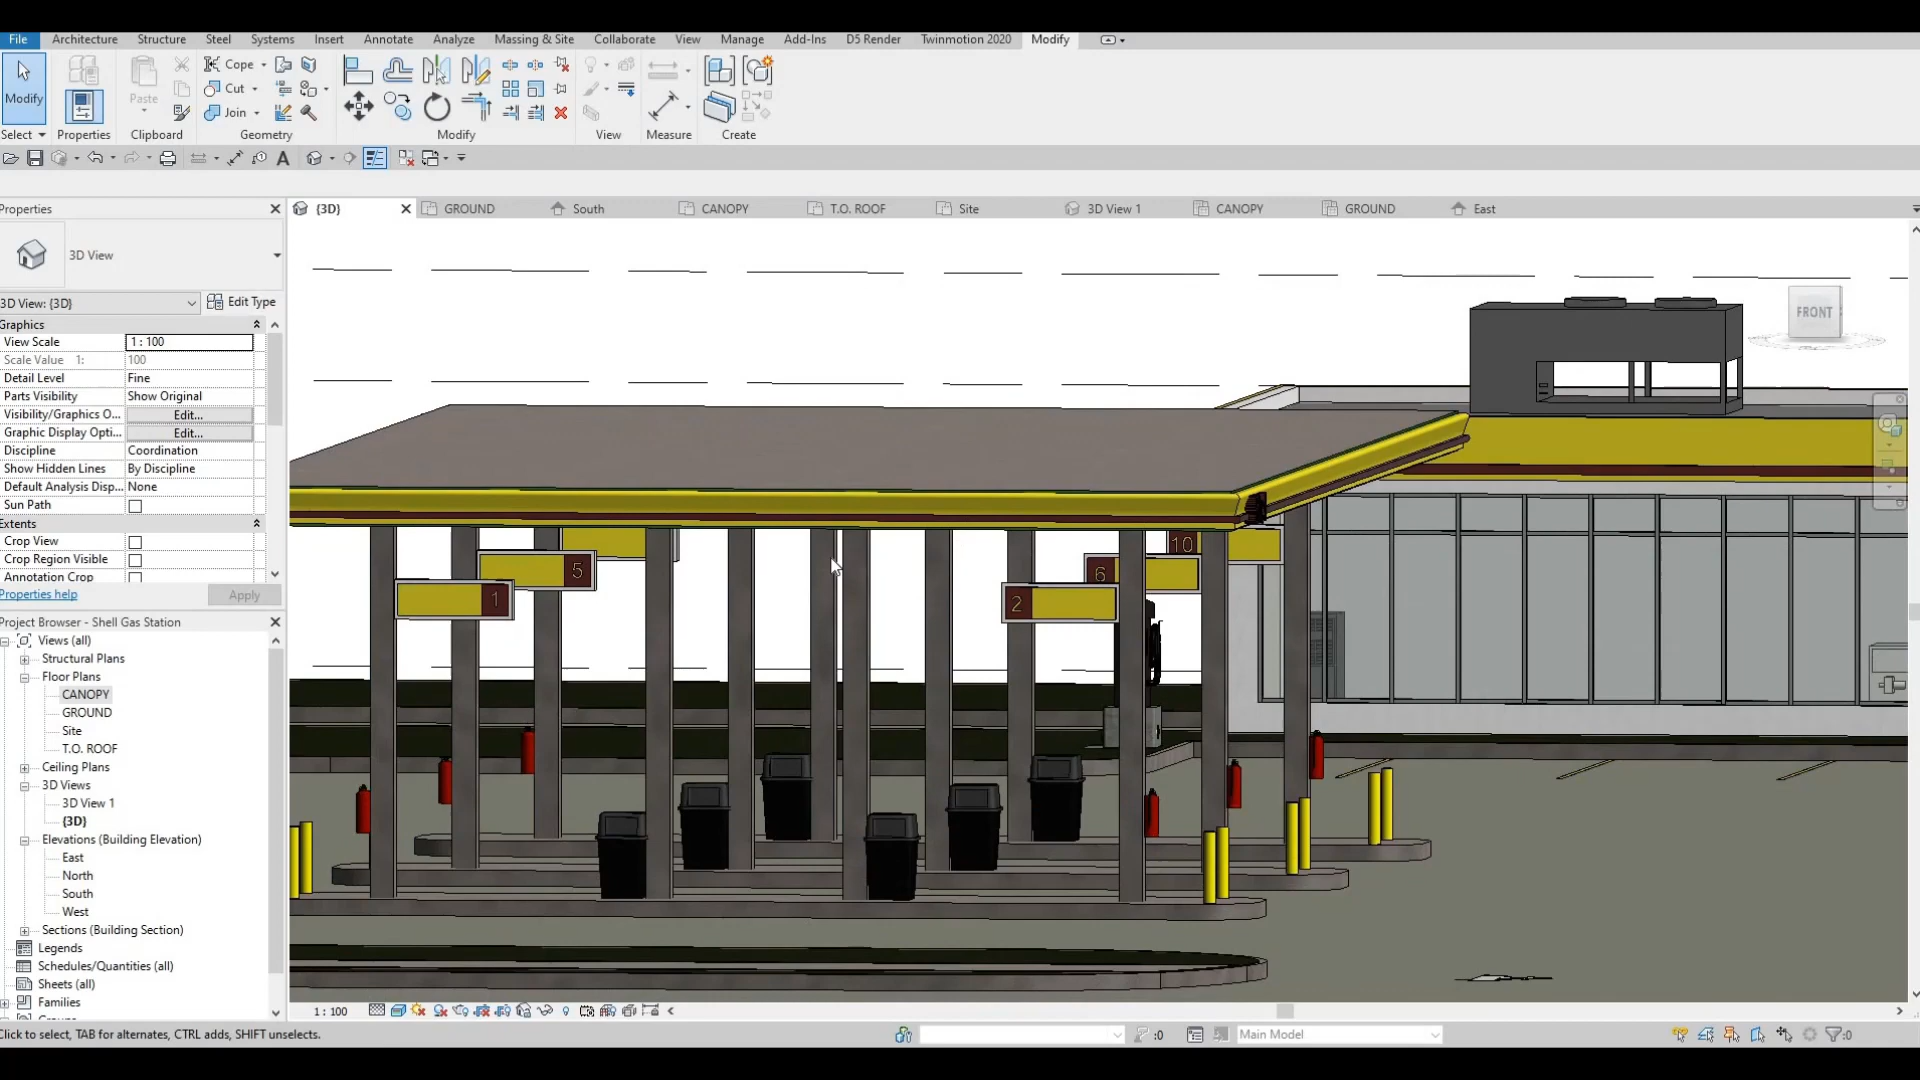 File Architecture Structure Steel Systems Insert Annotate Analyze Massing & Site Collaborate View Manage Add-Ins D5 Render Twinmotion 2020 Modify
Cope
Modify Paste Cut
Join
Select Properties Clipboard Geometry Modify View Measure Create
A
Properties {3D} GROUND South CANOPY T.O. ROOF Site 3D View 1 CANOPY GROUND East
3D View
3D View: {3D} Edit Type
Graphics
View Scale 1 : 100
Scale Value 1: 100
Detail Level Fine
Parts Visibility Show Original
Visibility/Graphics O... Edit...
Graphic Display Opti... Edit...
Discipline Coordination
Show Hidden Lines By Discipline
Default Analysis Disp... None
Sun Path
Extents
Crop View
Crop Region Visible
Annotation Crop
Properties help Apply
Project Browser - Shell Gas Station
Views (all)
Structural Plans
Floor Plans
CANOPY
GROUND
Site
T.O. ROOF
Ceiling Plans
3D Views
3D View 1
{3D}
Elevations (Building Elevation)
East
North
South
West
Sections (Building Section)
Legends
Schedules/Quantities (all)
Sheets (all)
Families
FRONT
10
5
6
1
2
1 : 100
Click to select, TAB for alternates, CTRL adds, SHIFT unselects. :0 Main Model :0